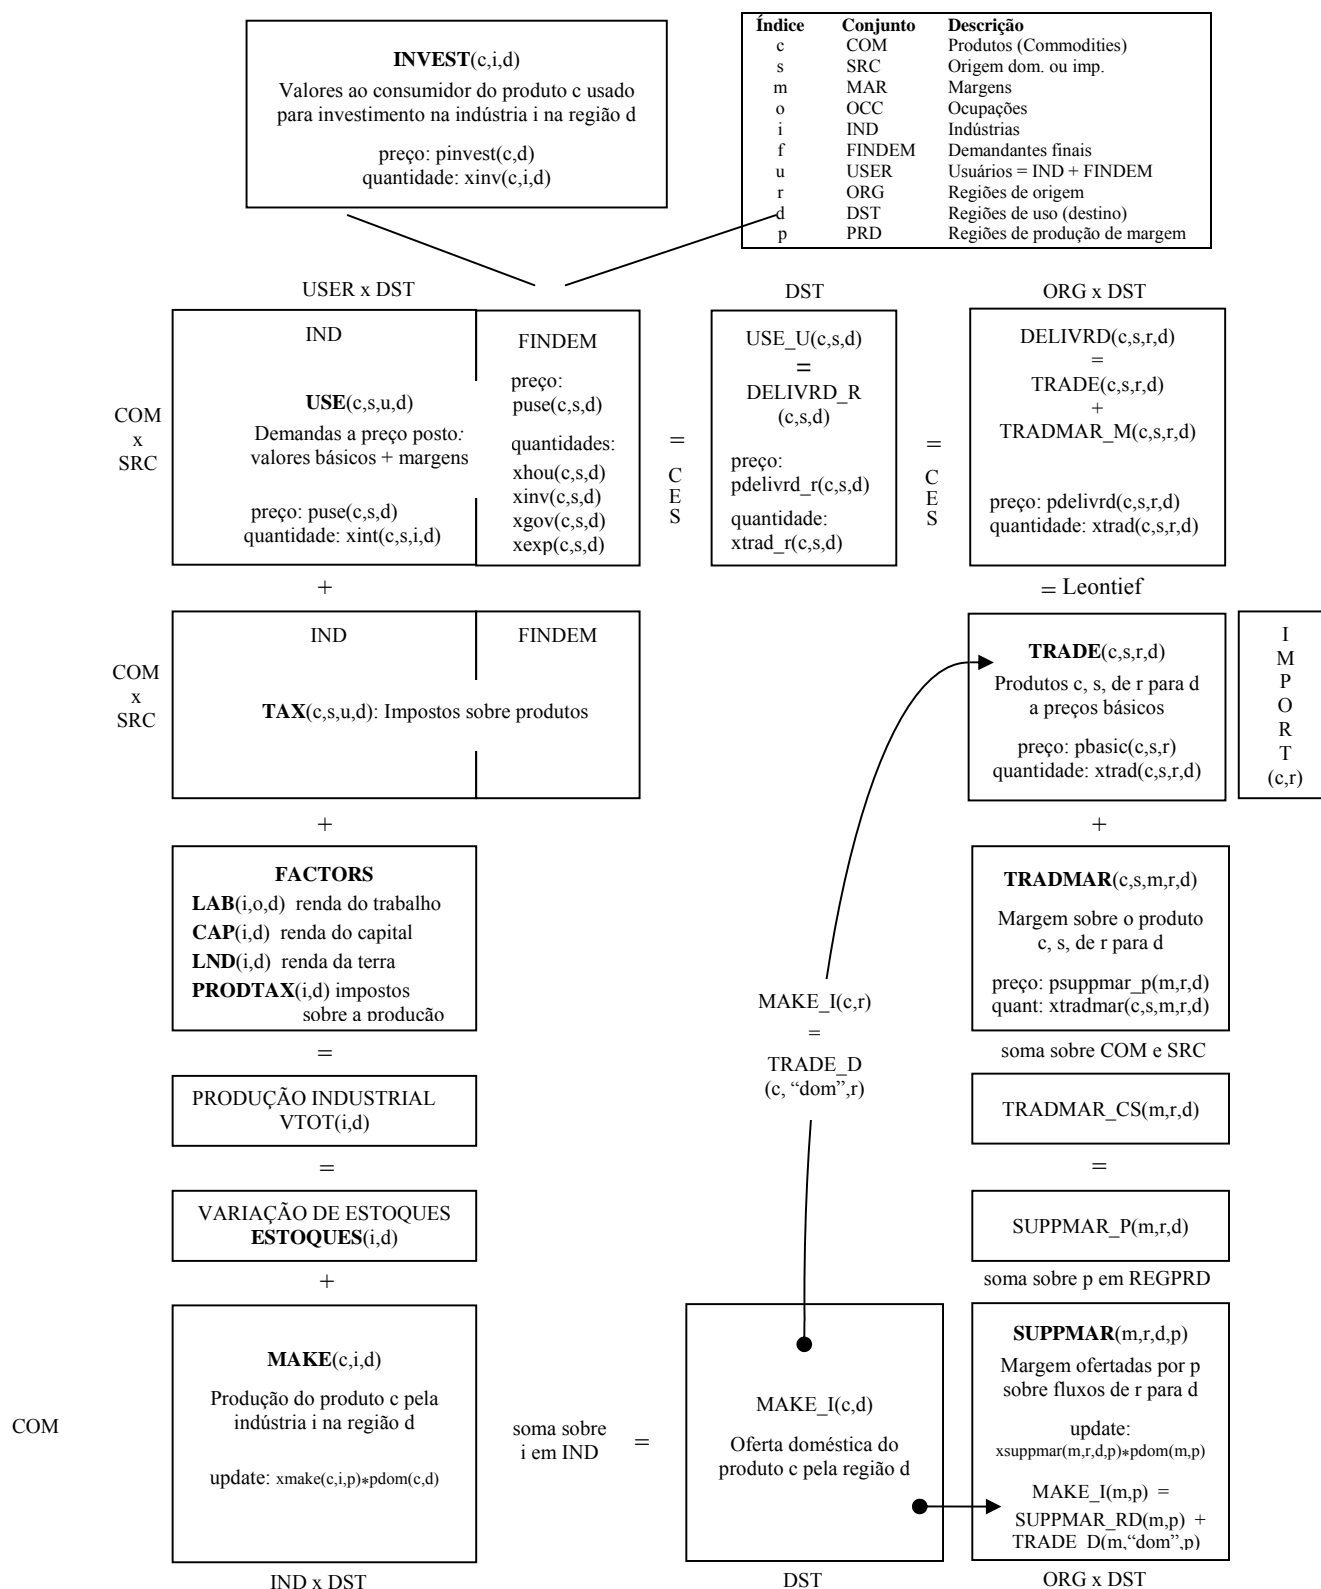 INVEST(c,i,d)
Valores ao consumidor do produto c usado
para investimento na indústria i na região d
preço: pinvest(c,d)
quantidade: xinv(c,i,d)
Índice Conjunto Descrição
c COM Produtos (Commodities)
s SRC Origem dom. ou imp.
m MAR Margens
o OCC Ocupações
i IND Indústrias
f FINDEM Demandantes finais
u USER Usuários = IND + FINDEM
r ORG Regiões de origem
d DST Regiões de uso (destino)
p PRD Regiões de produção de margem
USER x DST
DST
ORG x DST
COM
x
SRC
IND
USE(c,s,u,d)
Demandas a preço posto:
valores básicos + margens
preço: puse(c,s,d)
quantidade: xint(c,s,i,d)
FINDEM
preço:
puse(c,s,d)
quantidades:
xhou(c,s,d)
xinv(c,s,d)
xgov(c,s,d)
xexp(c,s,d)
=
C
E
S
USE_U(c,s,d)
=
DELIVRD_R
(c,s,d)
preço:
pdelivrd_r(c,s,d)
quantidade:
xtrad_r(c,s,d)
=
C
E
S
DELIVRD(c,s,r,d)
=
TRADE(c,s,r,d)
+
TRADMAR_M(c,s,r,d)
preço: pdelivrd(c,s,r,d)
quantidade: xtrad(c,s,r,d)
+
= Leontief
COM
x
SRC
IND
FINDEM
TAX(c,s,u,d): Impostos sobre produtos
TRADE(c,s,r,d)
Produtos c, s, de r para d
a preços básicos
preço: pbasic(c,s,r)
quantidade: xtrad(c,s,r,d)
I
M
P
O
R
T
(c,r)
+
+
FACTORS
LAB(i,o,d) renda do trabalho
CAP(i,d) renda do capital
LND(i,d) renda da terra
PRODTAX(i,d) impostos
sobre a produção
MAKE_I(c,r)
=
TRADE_D
(c, “dom”,r)
TRADMAR(c,s,m,r,d)
Margem sobre o produto
c, s, de r para d
preço: psuppmar_p(m,r,d)
quant: xtradmar(c,s,m,r,d)
=
soma sobre COM e SRC
PRODUÇÃO INDUSTRIAL
VTOT(i,d)
TRADMAR_CS(m,r,d)
=
=
VARIAÇÃO DE ESTOQUES
ESTOQUES(i,d)
SUPPMAR_P(m,r,d)
+
soma sobre p em REGPRD
COM
MAKE(c,i,d)
Produção do produto c pela
indústria i na região d
update: xmake(c,i,p)*pdom(c,d)
soma sobre
i em IND
=
MAKE_I(c,d)
Oferta doméstica do
produto c pela região d
SUPPMAR(m,r,d,p)
Margem ofertadas por p
sobre fluxos de r para d
update:
xsuppmar(m,r,d,p)*pdom(m,p)
MAKE_I(m,p) =
SUPPMAR_RD(m,p) +
TRADE_D(m,“dom”,p)
IND x DST
DST
ORG x DST